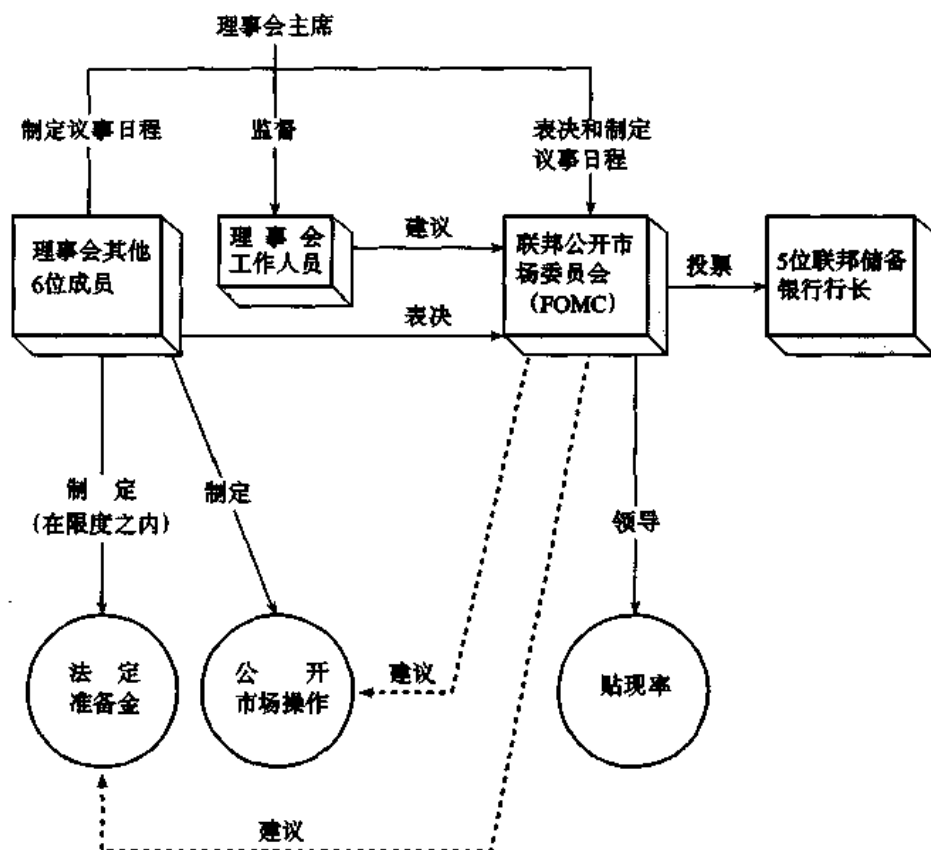 理事会主席
制定议事日程
监督
表决和制定
议事日程
理事会其他
6位成员
理事会
工作人员
建议
联邦公开市
场委员会
(FOMC)
投票
5位联邦储备
银行行长
表决
制定
(在限度之内)
制定
领导
法定
准备金
公开
市场操作
建议
贴现率
建议